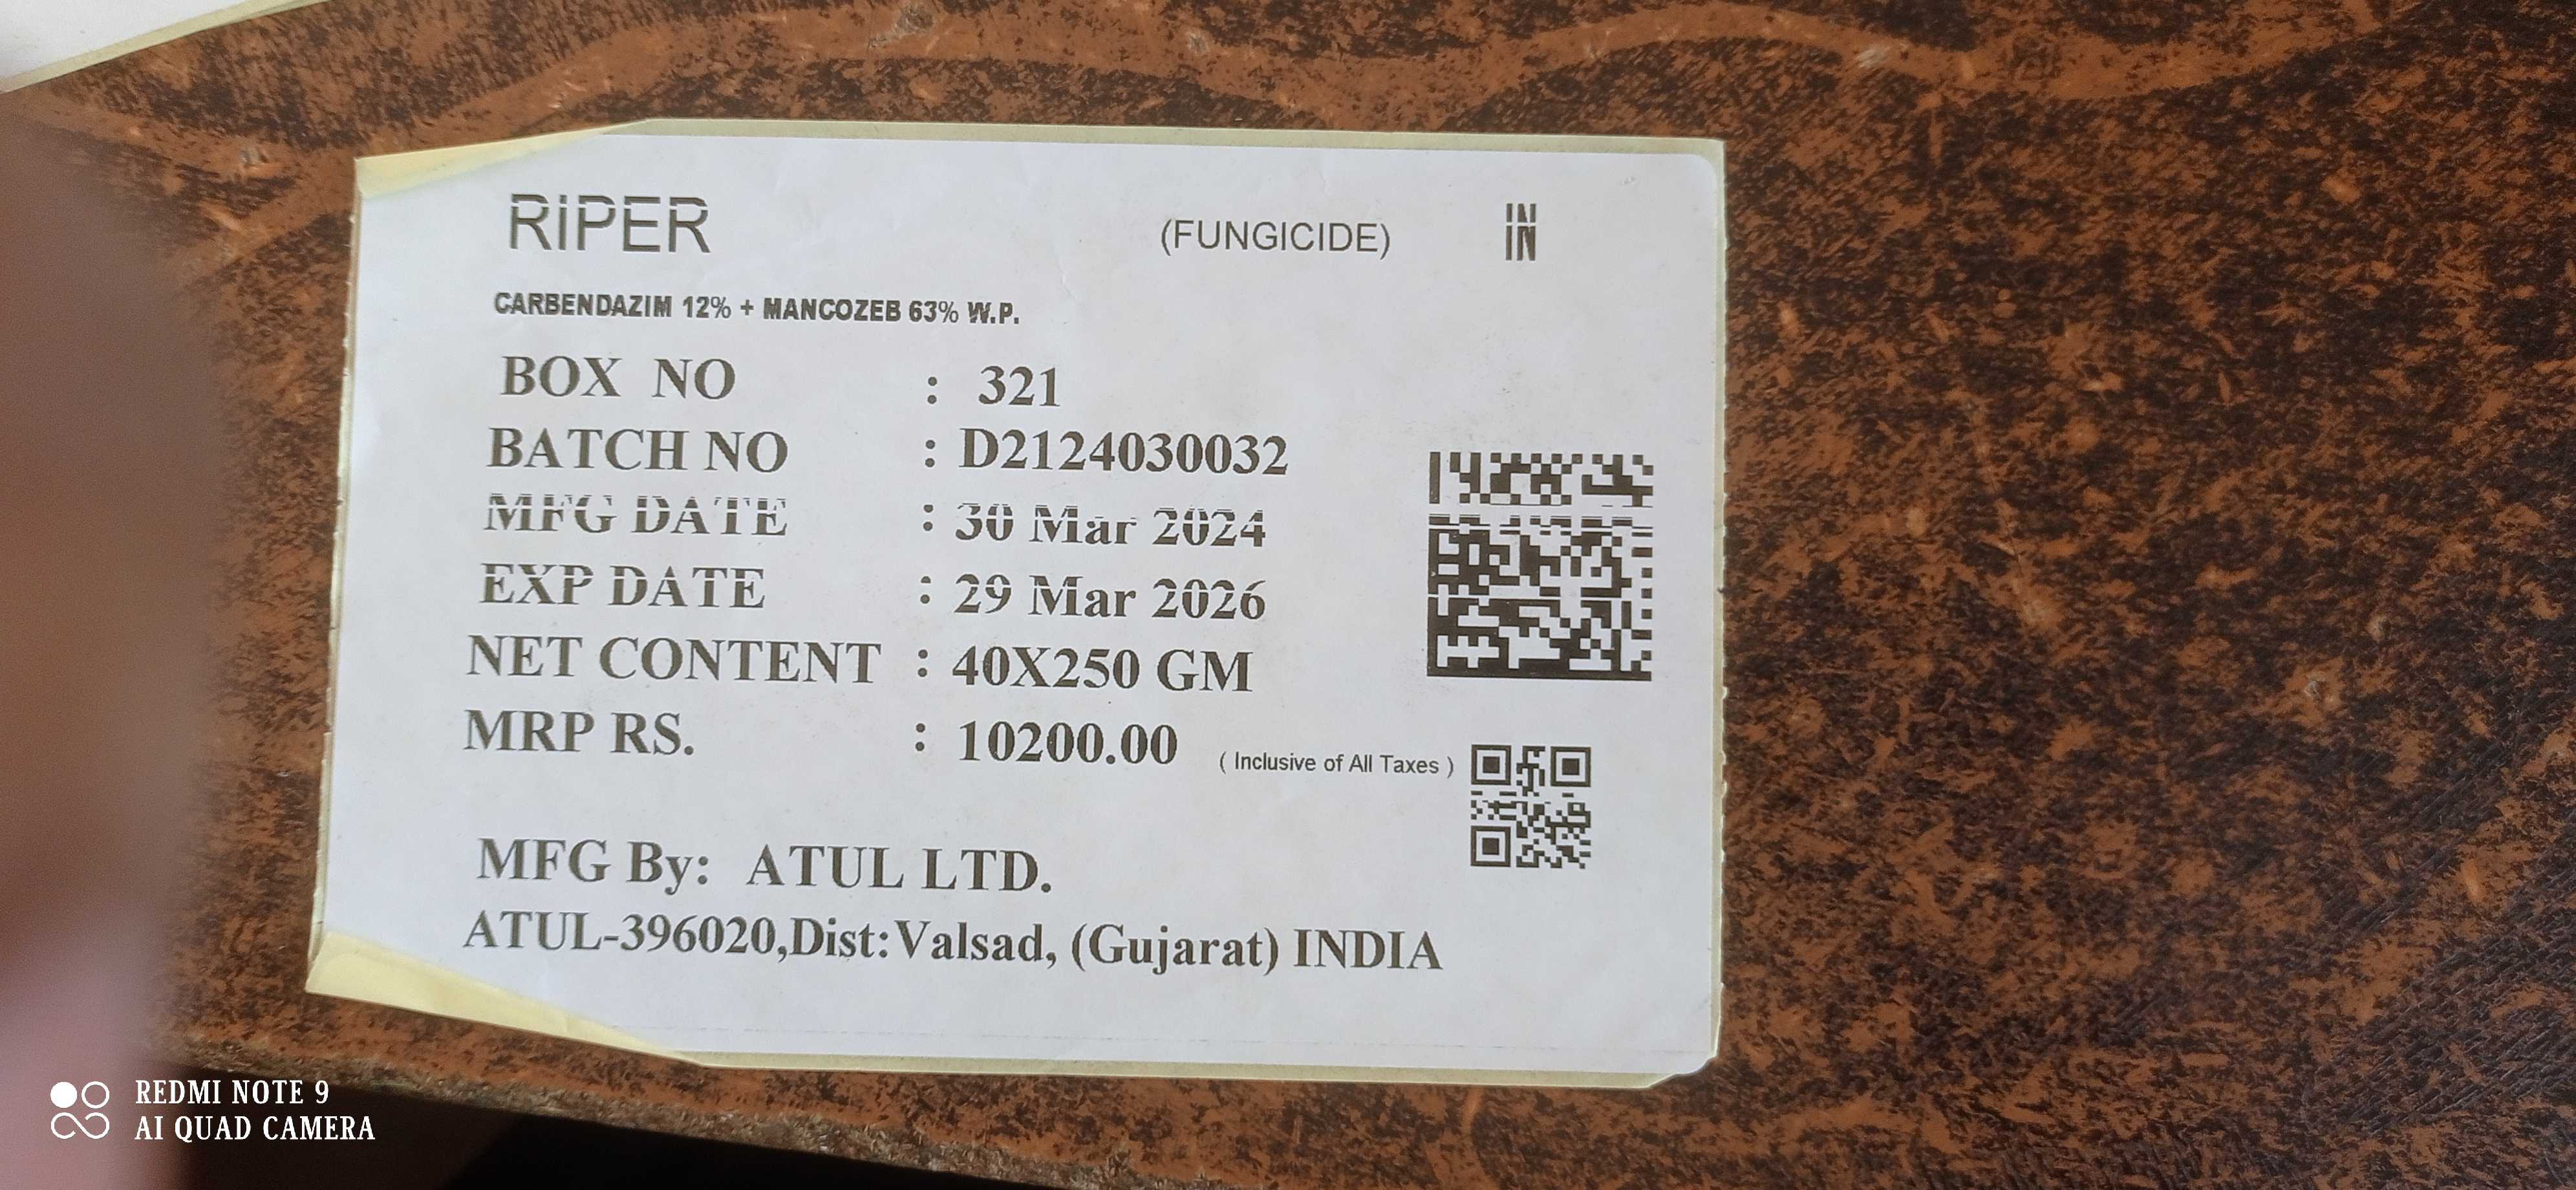 RiPER (FUNGICIDE) IN
CARBENDAZIM 12% + MANCOZEB 63% W.P.
BOX NO : 321
BATCH NO : D2124030032
MFG DATE : 30 Mar 2024
EXP DATE : 29 Mar 2026
NET CONTENT : 40X250 GM
MRP RS. : 10200.00 ( Inclusive of All Taxes )
MFG By: ATUL LTD.
ATUL-396020,Dist:Valsad, (Gujarat) INDIA
REDMI NOTE 9
AI QUAD CAMERA